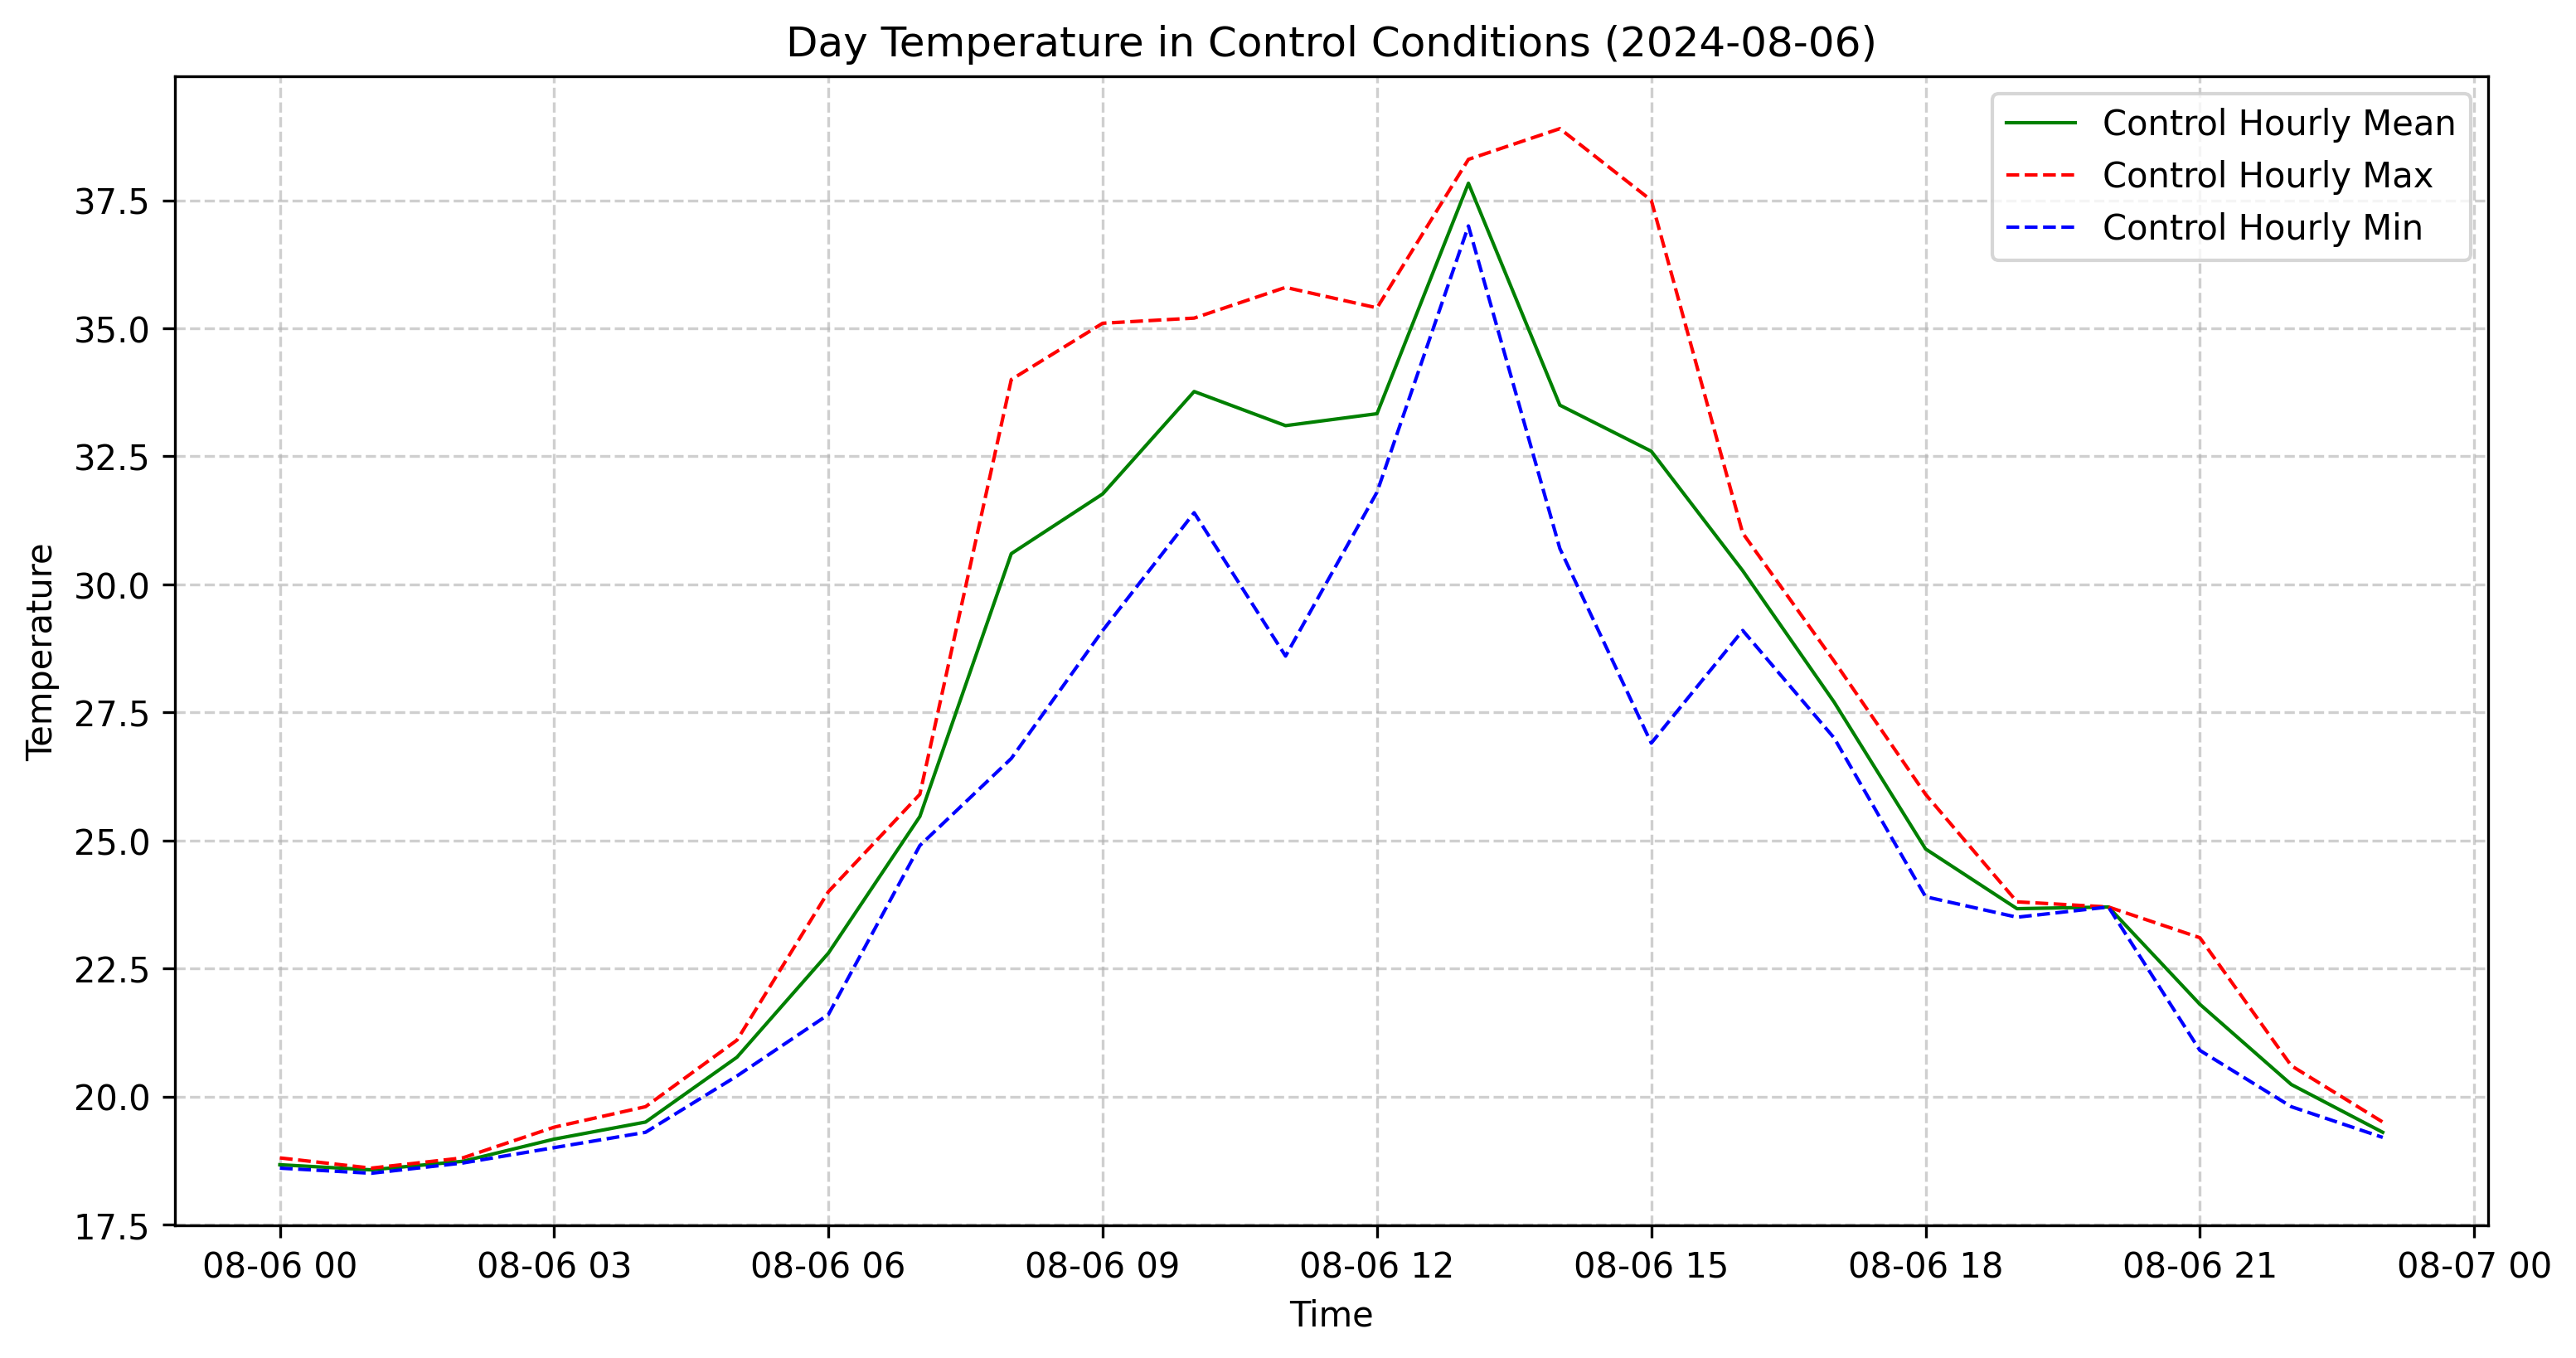 Day Temperature in Control Conditions (2024-08-06)
Control Hourly Mean
Control Hourly Max
Control Hourly Min
37.5
35.0
32.5
30.0
27.5
25.0
22.5
20.0
17.5
Temperature
08-06 00 08-06 03 08-06 06 08-06 09 08-06 12 08-06 15 08-06 18 08-06 21 08-07 00
Time